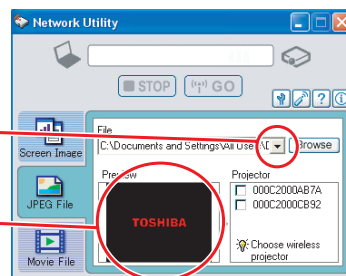 Network Utility
STOP
GO
?
File
Screen Image
C:\Documents and Settings\All Users\D
Browse
Preview
Projector
000C2000AB7A
000C2000CB92
JPEG File
TOSHIBA
Choose wireless
projector
Movie File